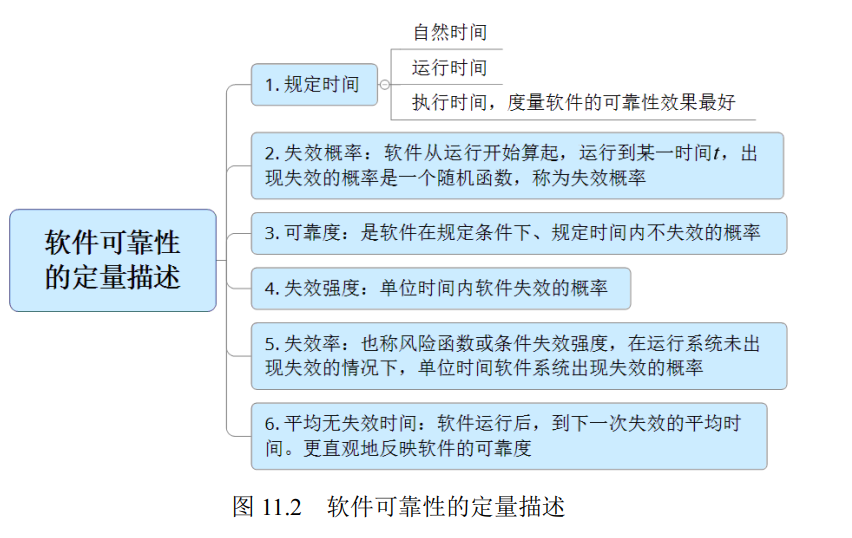 软件可靠性
的定量描述
1. 规定时间
自然时间
运行时间
执行时间，度量软件的可靠性效果最好
2. 失效概率：软件从运行开始算起，运行到某一时间t，出
现失效的概率是一个随机函数，称为失效概率
3. 可靠度：是软件在规定条件下、规定时间内不失效的概率
4. 失效强度：单位时间内软件失效的概率
5. 失效率：也称风险函数或条件失效强度，在运行系统未出
现失效的情况下，单位时间软件系统出现失效的概率
6. 平均无失效时间：软件运行后，到下一次失效的平均时
间。更直观地反映软件的可靠度
图 11.2 软件可靠性的定量描述